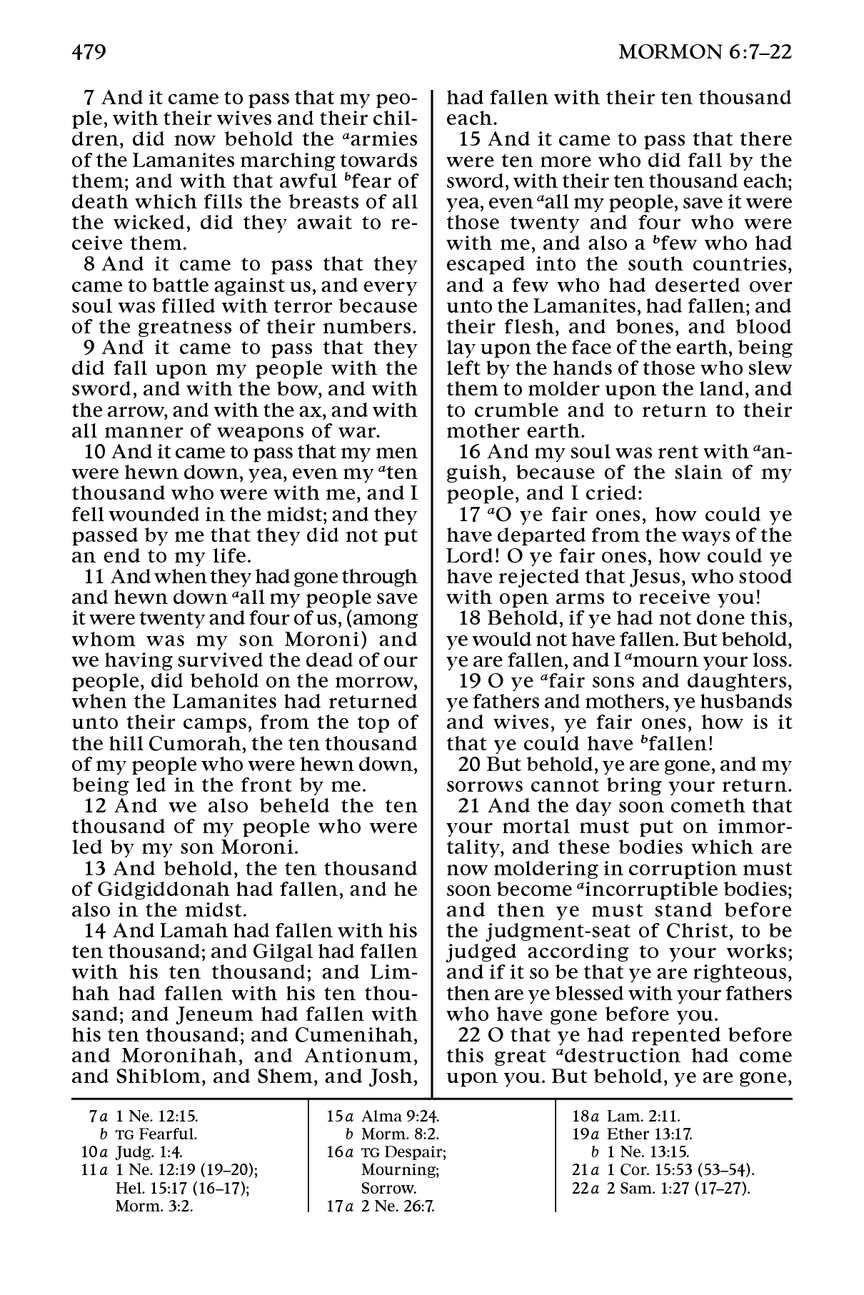 479
MORMON 6:7–22
7 And it came to pass that my peo-
ple, with their wives and their chil-
dren, did now behold the aarmies
of the Lamanites marching towards
them; and with that awful bfear of
death which fills the breasts of all
the wicked, did they await to re-
ceive them.
8 And it came to pass that they
came to battle against us, and every
soul was filled with terror because
of the greatness of their numbers.
9 And it came to pass that they
did fall upon my people with the
sword, and with the bow, and with
the arrow, and with the ax, and with
all manner of weapons of war.
10 And it came to pass that my men
were hewn down, yea, even my aten
thousand who were with me, and I
fell wounded in the midst; and they
passed by me that they did not put
an end to my life.
11 And when they had gone through
and hewn down aall my people save
it were twenty and four of us, (among
whom was my son Moroni) and
we having survived the dead of our
people, did behold on the morrow,
when the Lamanites had returned
unto their camps, from the top of
the hill Cumorah, the ten thousand
of my people who were hewn down,
being led in the front by me.
12 And we also beheld the ten
thousand of my people who were
led by my son Moroni.
13 And behold, the ten thousand
of Gidgiddonah had fallen, and he
also in the midst.
14 And Lamah had fallen with his
ten thousand; and Gilgal had fallen
with his ten thousand; and Lim-
hah had fallen with his ten thou-
sand; and Jeneum had fallen with
his ten thousand; and Cumenihah,
and Moronihah, and Antionum,
and Shiblom, and Shem, and Josh,
had fallen with their ten thousand
each.
15 And it came to pass that there
were ten more who did fall by the
sword, with their ten thousand each;
yea, even aall my people, save it were
those twenty and four who were
with me, and also a bfew who had
escaped into the south countries,
and a few who had deserted over
unto the Lamanites, had fallen; and
their flesh, and bones, and blood
lay upon the face of the earth, being
left by the hands of those who slew
them to molder upon the land, and
to crumble and to return to their
mother earth.
16 And my soul was rent with aan-
guish, because of the slain of my
people, and I cried:
17 aO ye fair ones, how could ye
have departed from the ways of the
Lord! O ye fair ones, how could ye
have rejected that Jesus, who stood
with open arms to receive you!
18 Behold, if ye had not done this,
ye would not have fallen. But behold,
ye are fallen, and I amourn your loss.
19 O ye afair sons and daughters,
ye fathers and mothers, ye husbands
and wives, ye fair ones, how is it
that ye could have bfallen!
20 But behold, ye are gone, and my
sorrows cannot bring your return.
21 And the day soon cometh that
your mortal must put on immor-
tality, and these bodies which are
now moldering in corruption must
soon become aincorruptible bodies;
and then ye must stand before
the judgment-seat of Christ, to be
judged according to your works;
and if it so be that ye are righteous,
then are ye blessed with your fathers
who have gone before you.
22 O that ye had repented before
this great adestruction had come
upon you. But behold, ye are gone,
7a 1 Ne. 12:15.
b TG Fearful.
10a Judg. 1:4.
11a 1 Ne. 12:19 (19–20);
Hel. 15:17 (16–17);
Morm. 3:2.
15a Alma 9:24.
b Morm. 8:2.
16a TG Despair;
Mourning;
Sorrow.
17a 2 Ne. 26:7.
18a Lam. 2:11.
19a Ether 13:17.
b 1 Ne. 13:15.
21a 1 Cor. 15:53 (53–54).
22a 2 Sam. 1:27 (17–27).